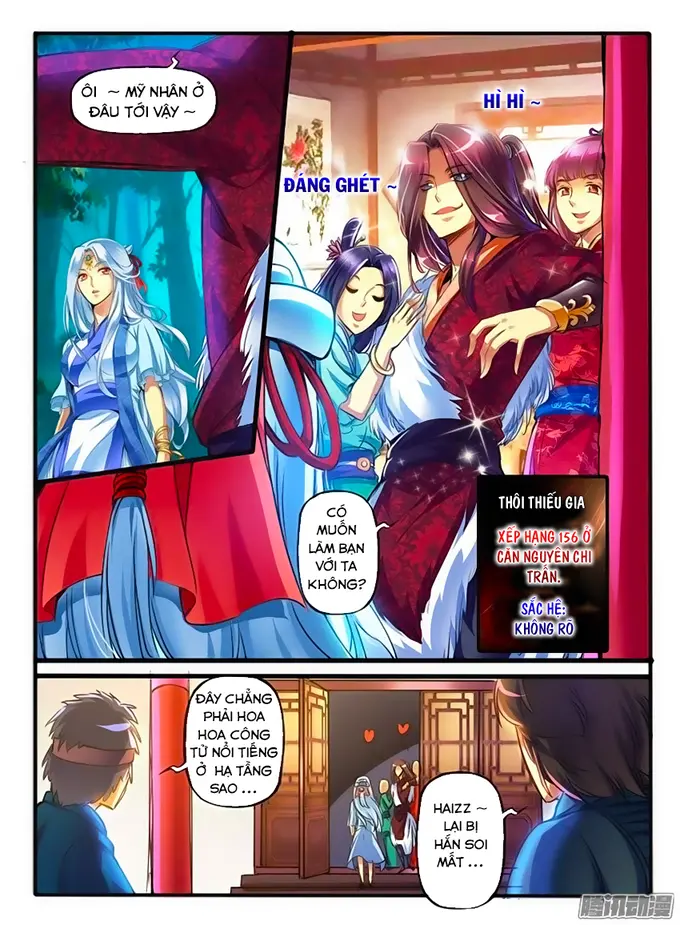 ÔI ~ MỸ NHÂN Ở
ĐÂU TỚI VẬY ~
HÌ HÌ ~
ĐÁNG GHÉT ~
CÓ
MUỐN
LÀM BẠN
VỚI TA
KHÔNG?
THÔI THIẾU GIA
XẾP HẠNG 156 Ở
CĂN NGUYÊN CHI
TRẤN.
SẮC HỆ:
KHÔNG RÕ
ĐÂY CHẲNG
PHẢI HOA
HOA CÔNG
TỬ NỔI TIẾNG
Ở HẠ TẦNG
SAO ...
HAIZZ ~
LẠI BỊ
HẮN SOI
MẤT ...
腾讯动漫